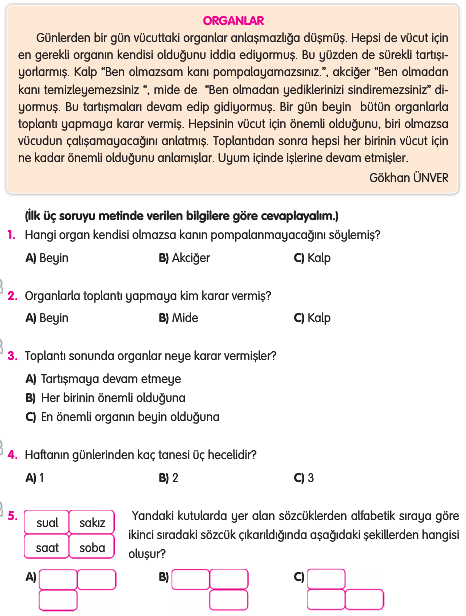 ORGANLAR
Günlerden bir gün vücuttaki organlar anlaşmazlığa düşmüş. Hepsi de vücut için
en gerekli organın kendisi olduğunu iddia ediyormuş. Bu yüzden de sürekli tartışı-
yorlarmış. Kalp “Ben olmazsam kanı pompalayamazsınız.”, akciğer “Ben olmadan
kanı temizleyemezsiniz “, mide de “Ben olmadan yediklerinizi sindiremezsiniz” di-
yormuş. Bu tartışmaları devam edip gidiyormuş. Bir gün beyin bütün organlarla
toplantı yapmaya karar vermiş. Hepsinin vücut için önemli olduğunu, biri olmazsa
vücudun çalışamayacağını anlatmış. Toplantıdan sonra hepsi her birinin vücut için
ne kadar önemli olduğunu anlamışlar. Uyum içinde işlerine devam etmişler.
Gökhan ÜNVER
(İlk üç soruyu metinde verilen bilgilere göre cevaplayalım.)
1. Hangi organ kendisi olmazsa kanın pompalanmayacağını söylemiş?
A) Beyin B) Akciğer C) Kalp
2. Organlarla toplantı yapmaya kim karar vermiş?
A) Beyin B) Mide C) Kalp
3. Toplantı sonunda organlar neye karar vermişler?
A) Tartışmaya devam etmeye
B) Her birinin önemli olduğuna
C) En önemli organın beyin olduğuna
4. Haftanın günlerinden kaç tanesi üç hecelidir?
A) 1 B) 2 C) 3
5. sual sakız Yandaki kutularda yer alan sözcüklerden alfabetik sıraya göre
saat soba ikinci sıradaki sözcük çıkarıldığında aşağıdaki şekillerden hangisi
oluşur?
A) B) C)